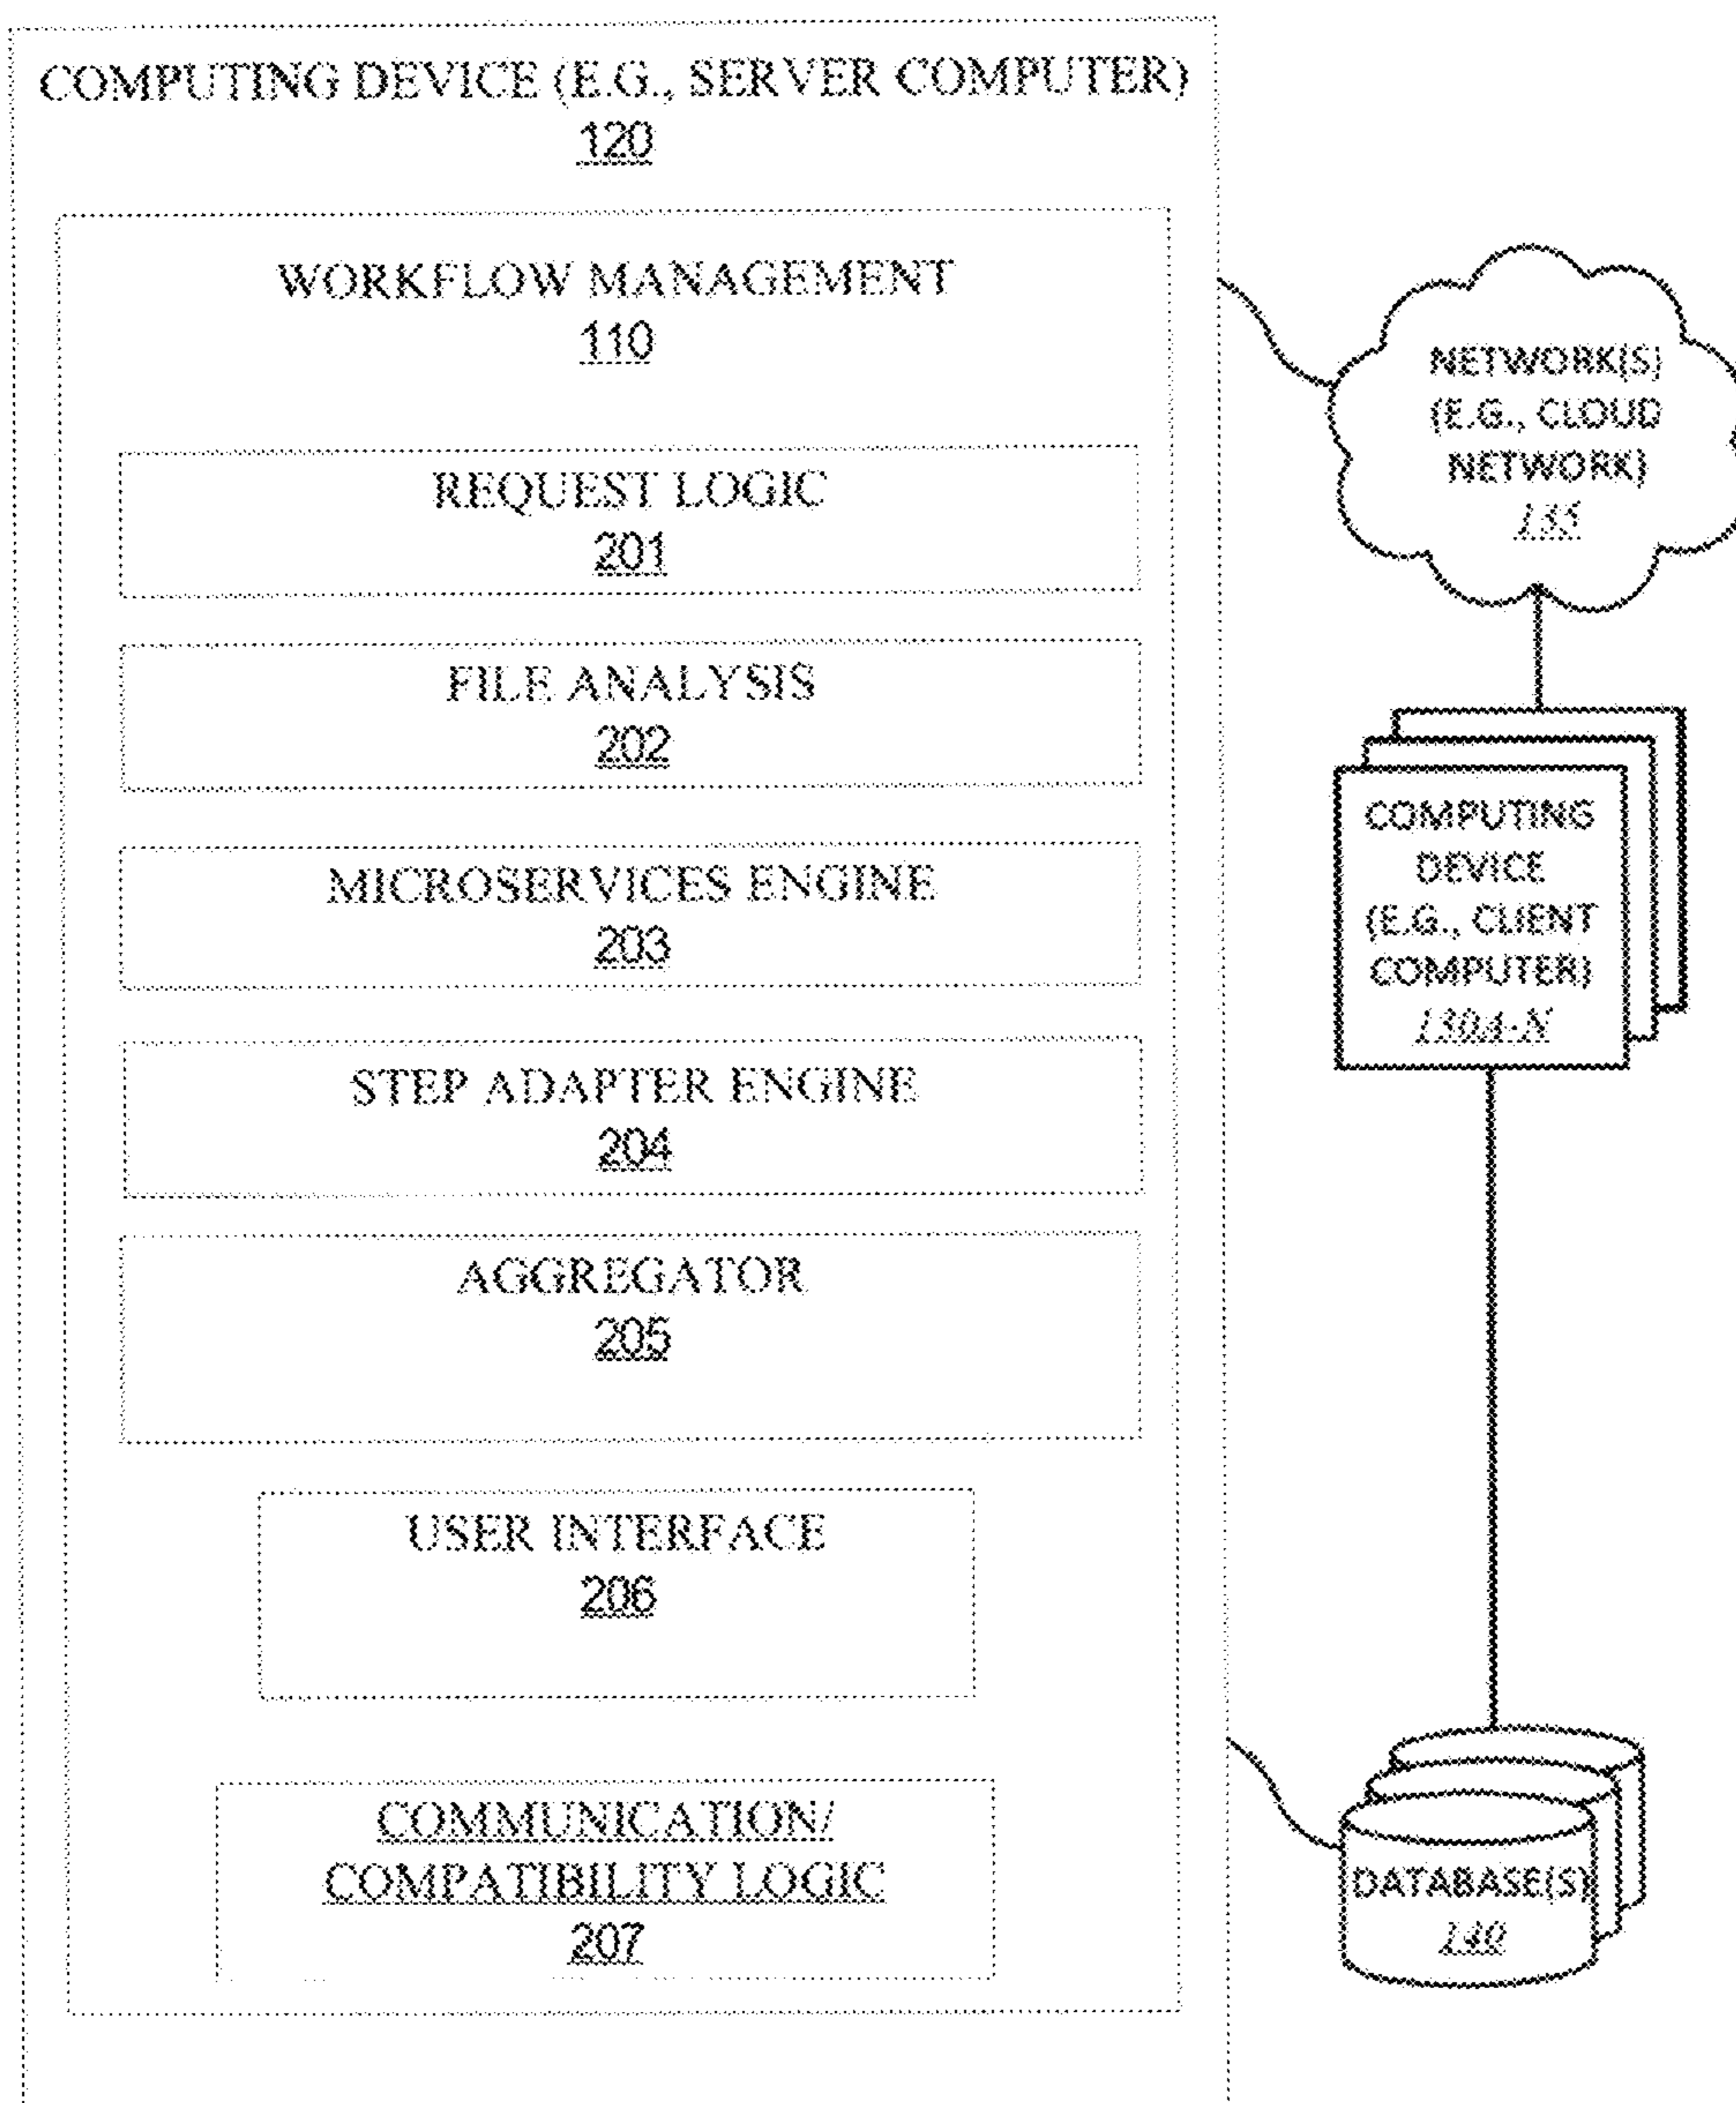 COMPUTING DEVICE (E.G., SERVER COMPUTER)
120
WORKFLOW MANAGEMENT
110
REQUEST LOGIC
201
FILE ANALYSIS
202
MICROSERVICES ENGINE
203
STEP ADAPTER ENGINE
204
AGGREGATOR
205
USER INTERFACE
206
COMMUNICATION/
COMPATIBILITY LOGIC
207
NETWORK(S)
(E.G., CLOUD
NETWORK)
135
COMPUTING
DEVICE
(E.G., CLIENT
COMPUTER)
130A-N
DATABASE(S)
140